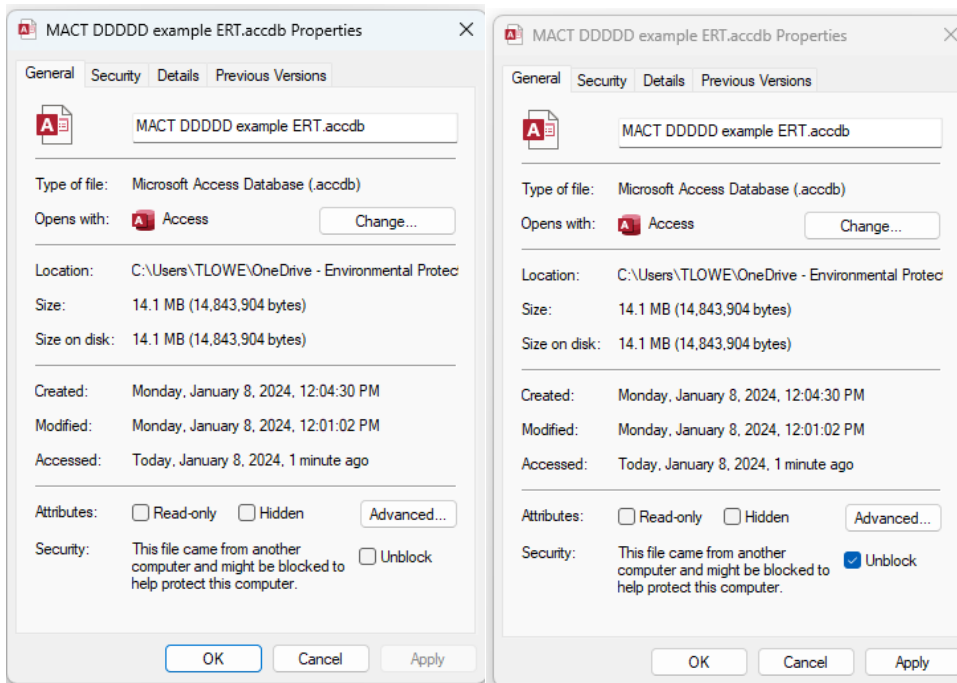 MACT DDDDD example ERT.accdb Properties
General Security Details Previous Versions
MACT DDDDD example ERT.accdb
Type of file: Microsoft Access Database (.accdb)
Opens with: Access Change...
Location: C:\Users\TLOWE\OneDrive - Environmental Protec
Size: 14.1 MB (14,843,904 bytes)
Size on disk: 14.1 MB (14,843,904 bytes)
Created: Monday, January 8, 2024, 12:04:30 PM
Modified: Monday, January 8, 2024, 12:01:02 PM
Accessed: Today, January 8, 2024, 1 minute ago
Attributes: Read-only Hidden Advanced...
Security: This file came from another
computer and might be blocked to
help protect this computer.
Unblock
OK Cancel Apply
MACT DDDDD example ERT.accdb Properties
General Security Details Previous Versions
MACT DDDDD example ERT.accdb
Type of file: Microsoft Access Database (.accdb)
Opens with: Access Change...
Location: C:\Users\TLOWE\OneDrive - Environmental Protec
Size: 14.1 MB (14,843,904 bytes)
Size on disk: 14.1 MB (14,843,904 bytes)
Created: Monday, January 8, 2024, 12:04:30 PM
Modified: Monday, January 8, 2024, 12:01:02 PM
Accessed: Today, January 8, 2024, 1 minute ago
Attributes: Read-only Hidden Advanced...
Security: This file came from another
computer and might be blocked to
help protect this computer.
Unblock
OK Cancel Apply